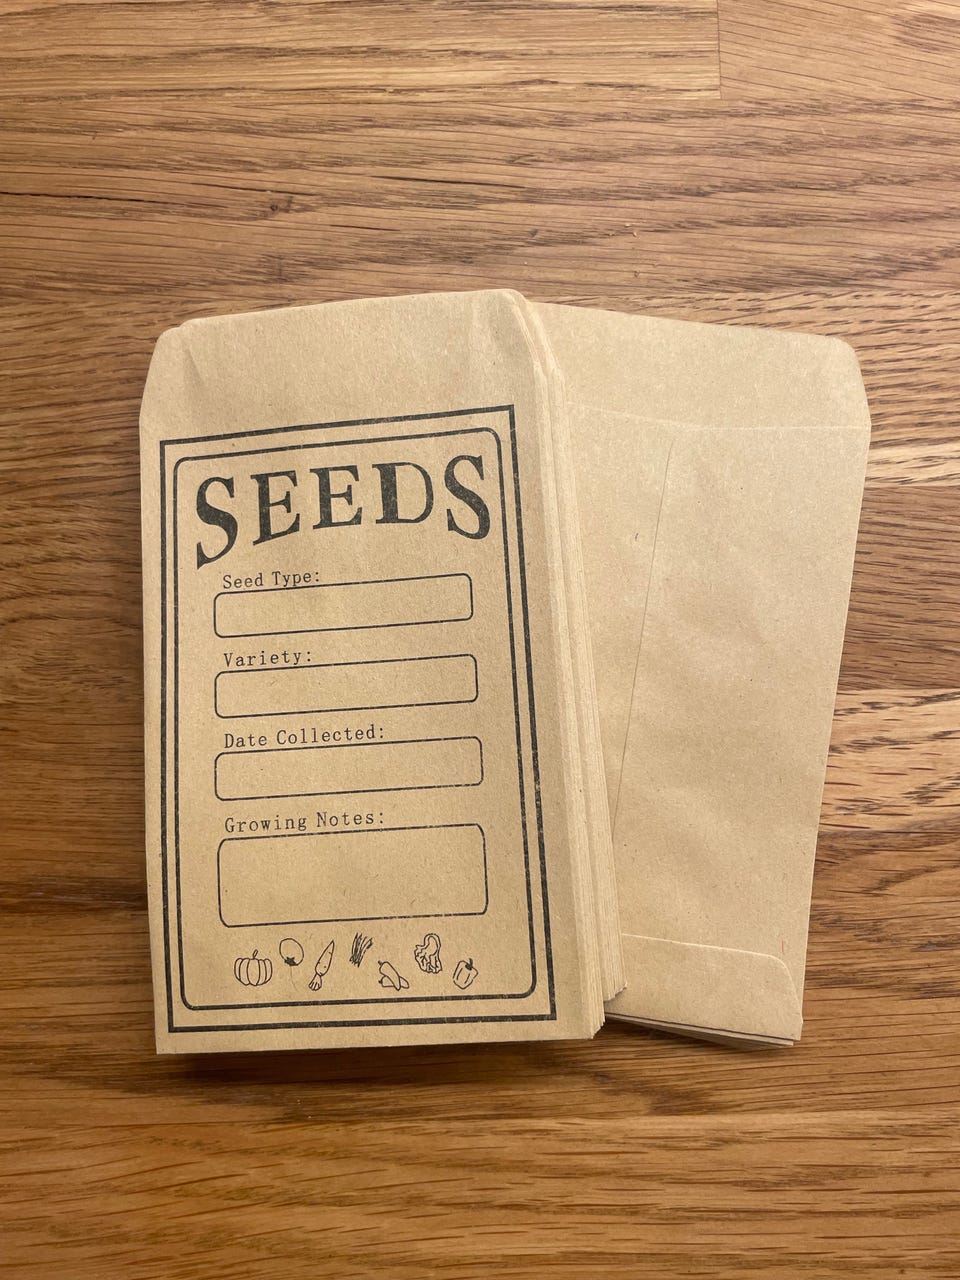 SEEDS
Seed Type:
Variety:
Date Collected:
Growing Notes: